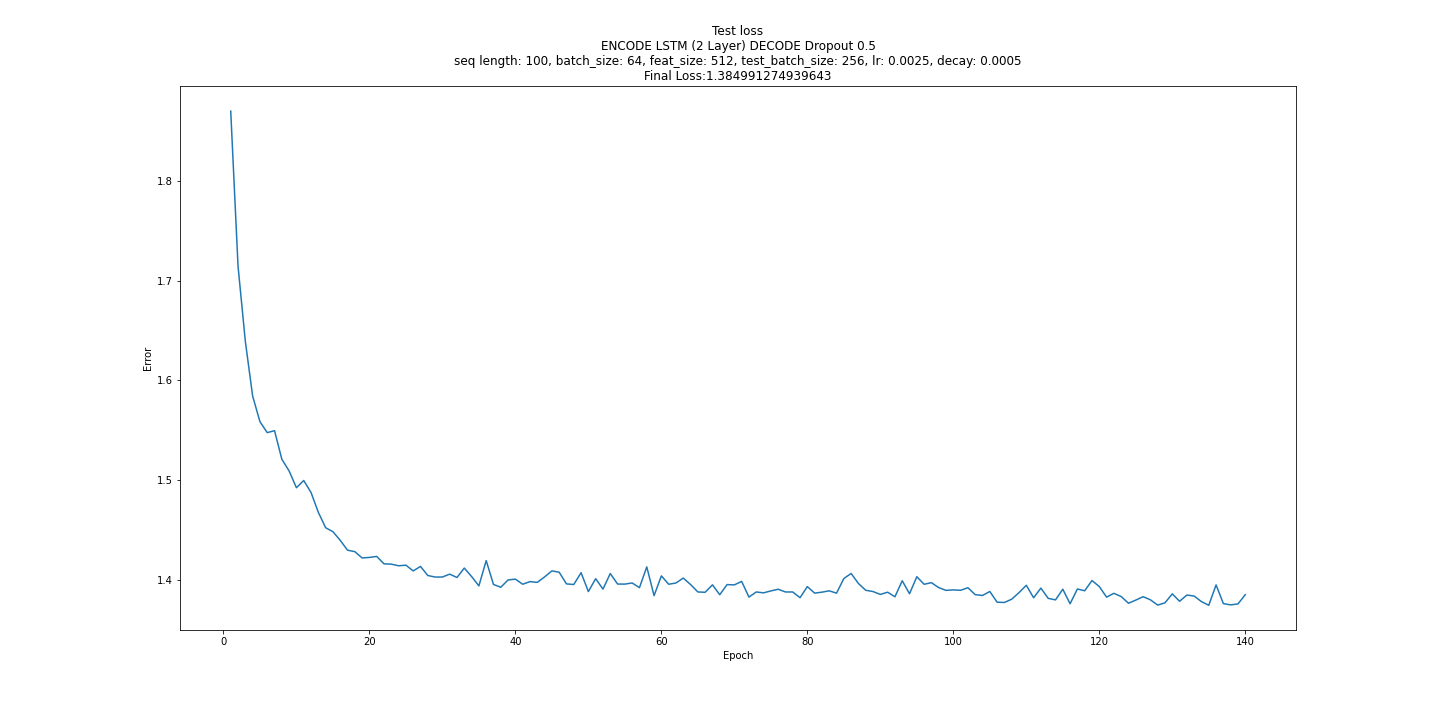 Test loss
ENCODE LSTM (2 Layer) DECODE Dropout 0.5
seq length: 100, batch_size: 64, feat_size: 512, test_batch_size: 256, lr: 0.0025, decay: 0.0005
Final Loss:1.384991274939643
1.8
1.7
1.6
1.5
1.4
Error
0 20 40 60 80 100 120 140
Epoch